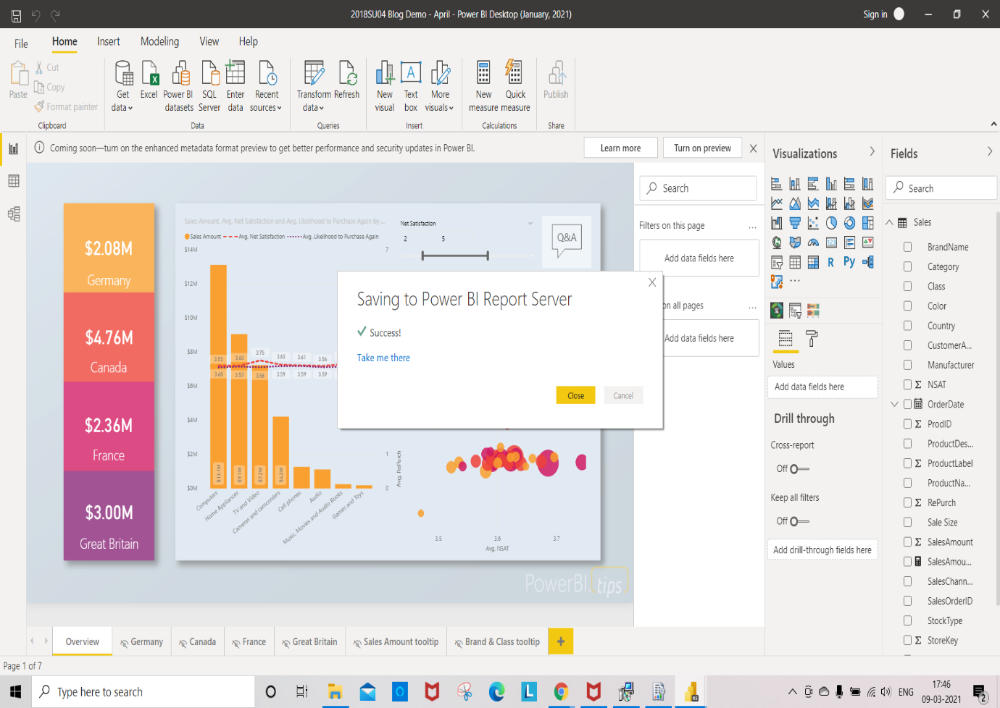 2018SU04 Blog Demo - April - Power BI Desktop (January, 2021)
Sign in
File
Home
Insert
Modeling
View
Help
Paste
Cut
Copy
Format painter
Get data
Excel
Power BI datasets
SQL Server
Enter data
Recent sources
Transform data
Refresh
New visual
Text box
More visuals
New measure
Quick measure
Publish
Clipboard
Data
Queries
Insert
Calculations
Share
Coming soon—turn on the enhanced metadata format preview to get better performance and security updates in Power BI.
Learn more
Turn on preview
$2.08M
Germany
$4.76M
Canada
$2.36M
France
$3.00M
Great Britain
Sales Amount, Avg. Net Satisfaction and Avg. Likelihood to Purchase Again by ...
Sales Amount
Avg. Net Satisfaction
Avg. Likelihood to Purchase Again
$14M
$12M
$10M
$8M
$6M
$4M
$2M
$0M
3.55
3.60
3.75
3.63
3.61
3.56
3.60
3.57
3.56
3.59
3.59
3.59
$13.1M
$9.1M
$7.2M
$4.2M
Computers
Home Appliances
TV and Video
Cameras and camcorders
Cell phones
Audio
Music, Movies and Audio Books
Games and Toys
Net Satisfaction
2
5
Q&A
7
1
0
Avg. RePurch
3.5
3.6
3.7
Avg. NSAT
PowerBI.tips
Saving to Power BI Report Server
Success!
Take me there
Close
Cancel
Search
Filters on this page
...
Add data fields here
on all pages
...
Add data fields here
Visualizations
123
R
Py
...
Values
Add data fields here
Drill through
Cross-report
Off
Keep all filters
Off
Add drill-through fields here
Fields
Search
Sales
BrandName
Category
Class
Color
Country
CustomerA...
Manufacturer
Σ NSAT
OrderDate
Σ ProdID
ProductDes...
Σ ProductLabel
ProductNa...
Σ RePurch
Sale Size
Σ SalesAmount
SalesAmou...
SalesChann...
SalesOrderID
StockType
Σ StoreKey
Overview
Germany
Canada
France
Great Britain
Sales Amount tooltip
Brand & Class tooltip
+
Page 1 of 7
Type here to search
L
RS
ENG
17:46
09-03-2021
2